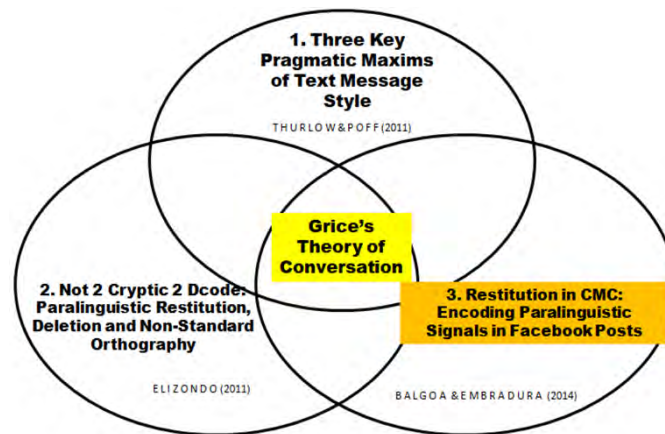 1. Three Key
Pragmatic Maxims
of Text Message
Style
THURLOW & POFF (2011)
Grice's
Theory of
Conversation
2. Not 2 Cryptic 2 Dcode:
Paralinguistic Restitution,
Deletion and Non-Standard
Orthography
ELIZONDO (2011)
3. Restitution in CMC:
Encoding Paralinguistic
Signals in Facebook Posts
BALGOA & EMBRADURA (2014)